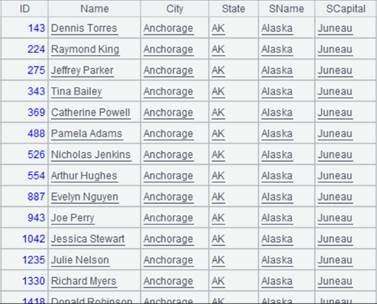 ID Name City State SName SCapital
143 Dennis Torres Anchorage AK Alaska Juneau
224 Raymond King Anchorage AK Alaska Juneau
275 Jeffrey Parker Anchorage AK Alaska Juneau
343 Tina Bailey Anchorage AK Alaska Juneau
369 Catherine Powell Anchorage AK Alaska Juneau
488 Pamela Adams Anchorage AK Alaska Juneau
526 Nicholas Jenkins Anchorage AK Alaska Juneau
554 Arthur Hughes Anchorage AK Alaska Juneau
887 Evelyn Nguyen Anchorage AK Alaska Juneau
943 Joe Perry Anchorage AK Alaska Juneau
1042 Jessica Stewart Anchorage AK Alaska Juneau
1235 Julie Nelson Anchorage AK Alaska Juneau
1330 Richard Myers Anchorage AK Alaska Juneau
1418 Donald Robinson Anchorage AK Alaska Juneau